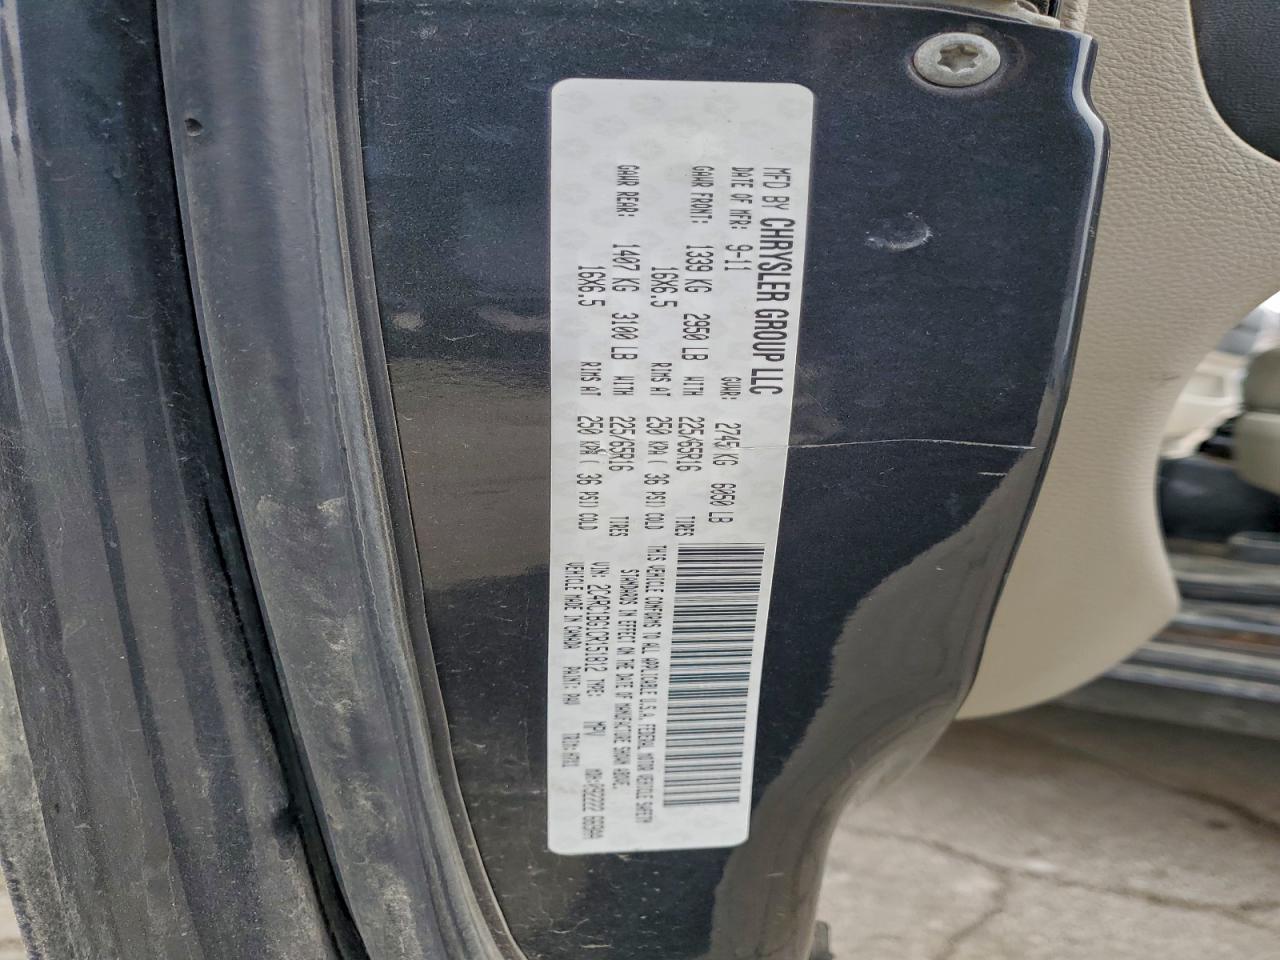 MFD BY CHRYSLER GROUP LLC
DATE OF MFR: 9-11 GVWR: 2745 KG 6050 LB
GAWR FRONT: 1339 KG 2950 LB WITH 225/65R16 TIRES
16X6.5 RIMS AT 250 KPA ( 36 PSI) COLD
GAWR REAR: 1407 KG 3100 LB WITH 225/65R16 TIRES
16X6.5 RIMS AT 250 KPA ( 36 PSI) COLD
THIS VEHICLE CONFORMS TO ALL APPLICABLE U.S.A. FEDERAL MOTOR VEHICLE SAFETY
STANDARDS IN EFFECT ON THE DATE OF MANUFACTURE SHOWN ABOVE.
VIN: 2C4RC1BG1CR151812 TYPE: MPV
VEHICLE MADE IN CANADA PAINT: